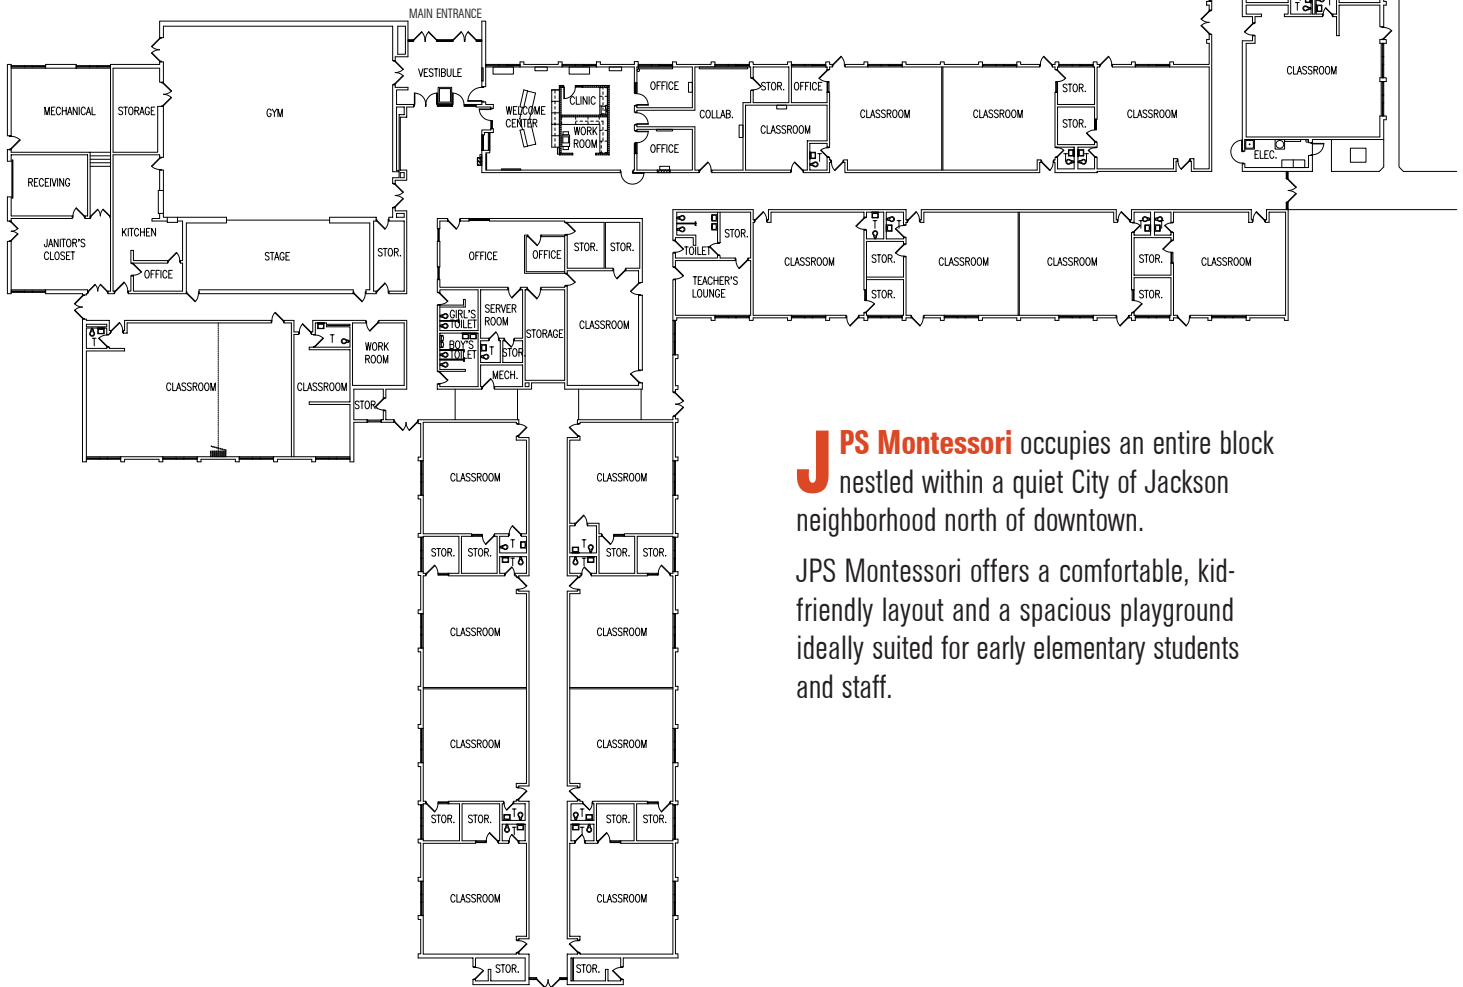 MAIN ENTRANCE
VESTIBULE
MECHANICAL
STORAGE
GYM
WELCOME
CENTER
CLINIC
WORK
ROOM
OFFICE
OFFICE
COLLAB.
STOR.
OFFICE
CLASSROOM
CLASSROOM
CLASSROOM
STOR.
STOR.
CLASSROOM
CLASSROOM
ELEC.
T
T
T
RECEIVING
JANITOR'S
CLOSET
KITCHEN
OFFICE
STAGE
STOR.
OFFICE
OFFICE
STOR.
STOR.
TOILET
STOR.
TEACHER'S
LOUNGE
CLASSROOM
T
T
STOR.
STOR.
CLASSROOM
CLASSROOM
STOR.
STOR.
CLASSROOM
GIRL'S
TOILET
BOY'S
TOILET
SERVER
ROOM
T
STOR.
MECH.
STORAGE
CLASSROOM
T
CLASSROOM
T
CLASSROOM
WORK
ROOM
STOR.
CLASSROOM
CLASSROOM
STOR.
STOR.
T
T
T
T
STOR.
STOR.
CLASSROOM
CLASSROOM
CLASSROOM
CLASSROOM
STOR.
STOR.
T
T
T
T
STOR.
STOR.
CLASSROOM
CLASSROOM
STOR.
STOR.
JPS Montessori occupies an entire block
nestled within a quiet City of Jackson
neighborhood north of downtown.
JPS Montessori offers a comfortable, kid-
friendly layout and a spacious playground
ideally suited for early elementary students
and staff.